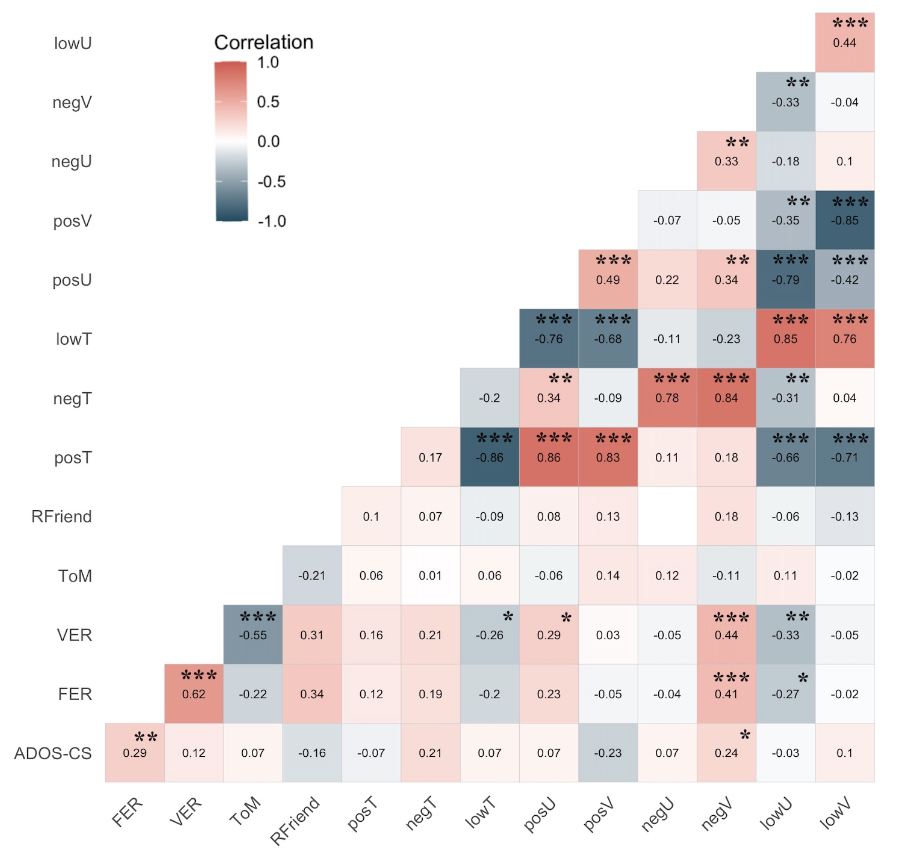 Correlation
1.0
0.5
0.0
-0.5
-1.0
lowU *** 0.44
negV ** -0.33 -0.04
negU ** 0.33 -0.18 0.1
posV -0.07 -0.05 ** -0.35 *** -0.85
posU *** 0.49 0.22 ** 0.34 *** -0.79 *** -0.42
lowT *** -0.76 *** -0.68 -0.11 -0.23 *** 0.85 *** 0.76
negT -0.2 ** 0.34 -0.09 *** 0.78 *** 0.84 ** -0.31 0.04
posT 0.17 *** -0.86 *** 0.86 *** 0.83 0.11 0.18 *** -0.66 *** -0.71
RFriend 0.1 0.07 -0.09 0.08 0.13 0.18 -0.06 -0.13
ToM -0.21 0.06 0.01 0.06 -0.06 0.14 0.12 -0.11 0.11 -0.02
VER *** -0.55 0.31 0.16 0.21 * -0.26 * 0.29 0.03 -0.05 *** 0.44 ** -0.33 -0.05
FER *** 0.62 -0.22 0.34 0.12 0.19 -0.2 0.23 -0.05 -0.04 *** 0.41 * -0.27 -0.02
ADOS-CS ** 0.29 0.12 0.07 -0.16 -0.07 0.21 0.07 0.07 -0.23 0.07 * 0.24 -0.03 0.1
FER VER ToM RFriend posT negT lowT posU posV negU negV lowU lowV